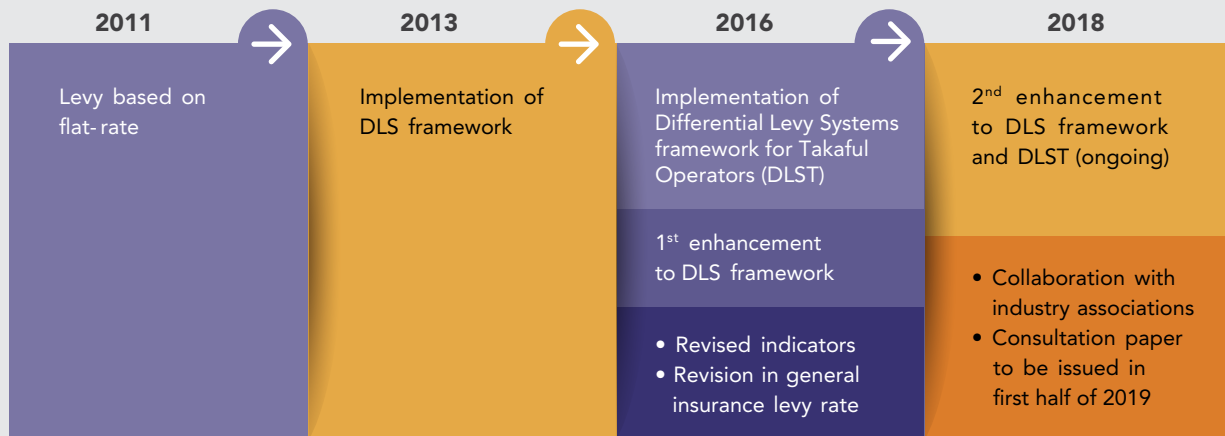 2011
2013
2016
2018
Levy based on
flat-rate
Implementation of
DLS framework
Implementation of
Differential Levy Systems
framework for Takaful
Operators (DLST)
1st enhancement
to DLS framework
• Revised indicators
• Revision in general
insurance levy rate
2nd enhancement
to DLS framework
and DLST (ongoing)
• Collaboration with
industry associations
• Consultation paper
to be issued in
first half of 2019